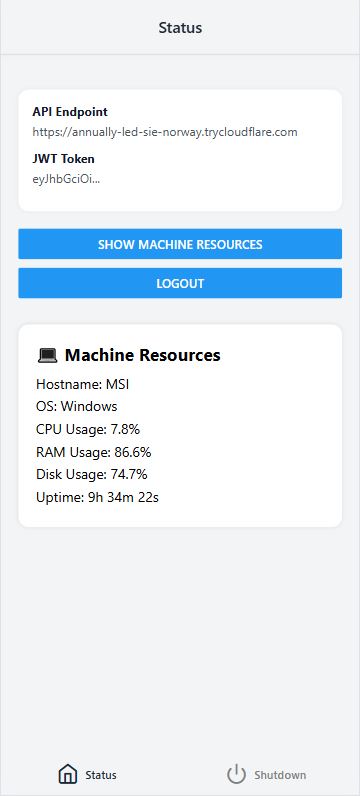 Status
API Endpoint
https://annually-led-sie-norway.trycloudflare.com
JWT Token
eyJhbGciOi...
SHOW MACHINE RESOURCES
LOGOUT
💻 Machine Resources
Hostname: MSI
OS: Windows
CPU Usage: 7.8%
RAM Usage: 86.6%
Disk Usage: 74.7%
Uptime: 9h 34m 22s
Status
Shutdown